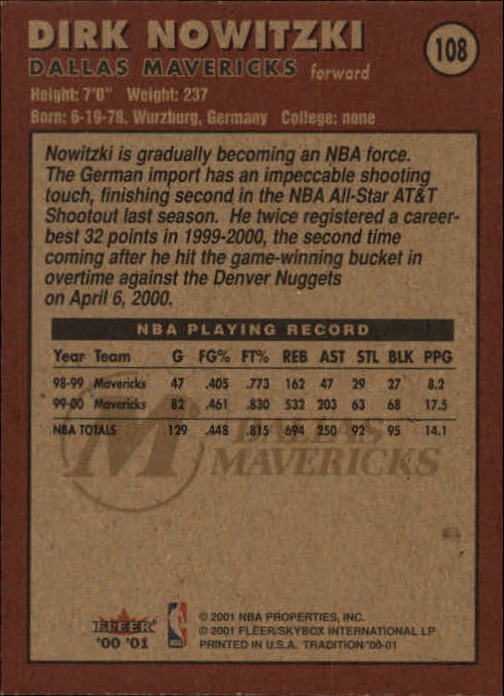 DIRK NOWITZKI
108
DALLAS MAVERICKS forward
Height: 7'0" Weight: 237
Born: 6-19-78, Wurzburg, Germany College: none
Nowitzki is gradually becoming an NBA force.
The German import has an impeccable shooting
touch, finishing second in the NBA All-Star AT&T
Shootout last season. He twice registered a career-
best 32 points in 1999-2000, the second time
coming after he hit the game-winning bucket in
overtime against the Denver Nuggets
on April 6, 2000.
NBA PLAYING RECORD
Year Team G FG% FT% REB AST STL BLK PPG
98-99 Mavericks 47 .405 .773 162 47 29 27 8.2
99-00 Mavericks 82 .461 .830 532 203 63 68 17.5
NBA TOTALS 129 .448 .815 694 250 92 95 14.1
M DALLAS
MAVERICKS
FLEER
'00 '01
NBA
© 2001 NBA PROPERTIES, INC.
© 2001 FLEER/SKYBOX INTERNATIONAL LP
PRINTED IN U.S.A. TRADITION '00-01